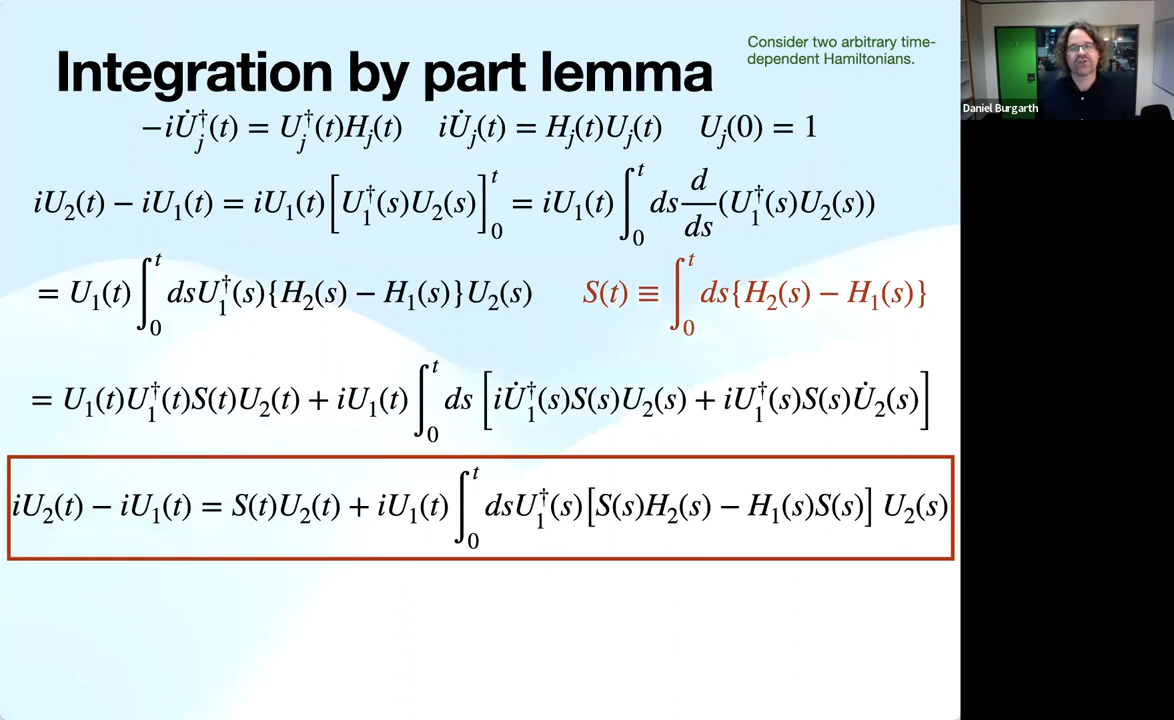 Consider two arbitrary time-
dependent Hamiltonians.
Integration by part lemma
−iU̇ⱼ†(t) = Uⱼ†(t)Hⱼ(t) iU̇ⱼ(t) = Hⱼ(t)Uⱼ(t) Uⱼ(0) = 1
iU₂(t) − iU₁(t) = iU₁(t)[U₁†(s)U₂(s)]₀ᵗ = iU₁(t) ∫₀ᵗ ds d/ds (U₁†(s)U₂(s))
= U₁(t) ∫₀ᵗ dsU₁†(s){H₂(s) − H₁(s)}U₂(s) S(t) ≡ ∫₀ᵗ ds{H₂(s) − H₁(s)}
= U₁(t)U₁†(t)S(t)U₂(t) + iU₁(t) ∫₀ᵗ ds [iU̇₁†(s)S(s)U₂(s) + iU₁†(s)S(s)U̇₂(s)]
iU₂(t) − iU₁(t) = S(t)U₂(t) + iU₁(t) ∫₀ᵗ dsU₁†(s)[S(s)H₂(s) − H₁(s)S(s)] U₂(s)
Daniel Burgarth